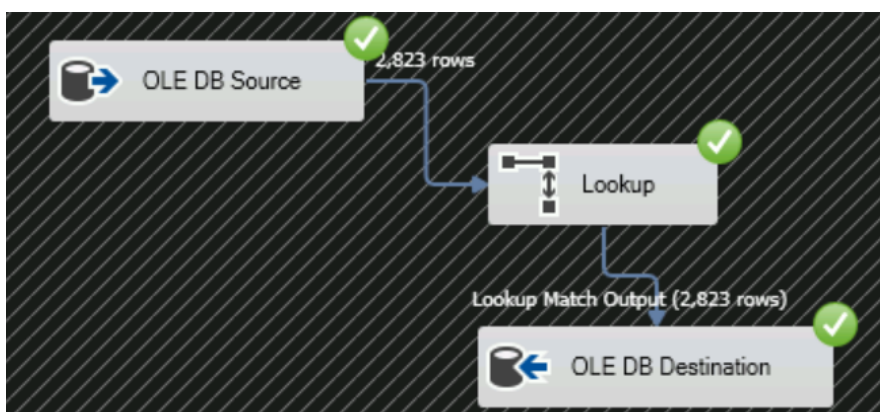 OLE DB Source
2,823 rows
Lookup
Lookup Match Output (2,823 rows)
OLE DB Destination